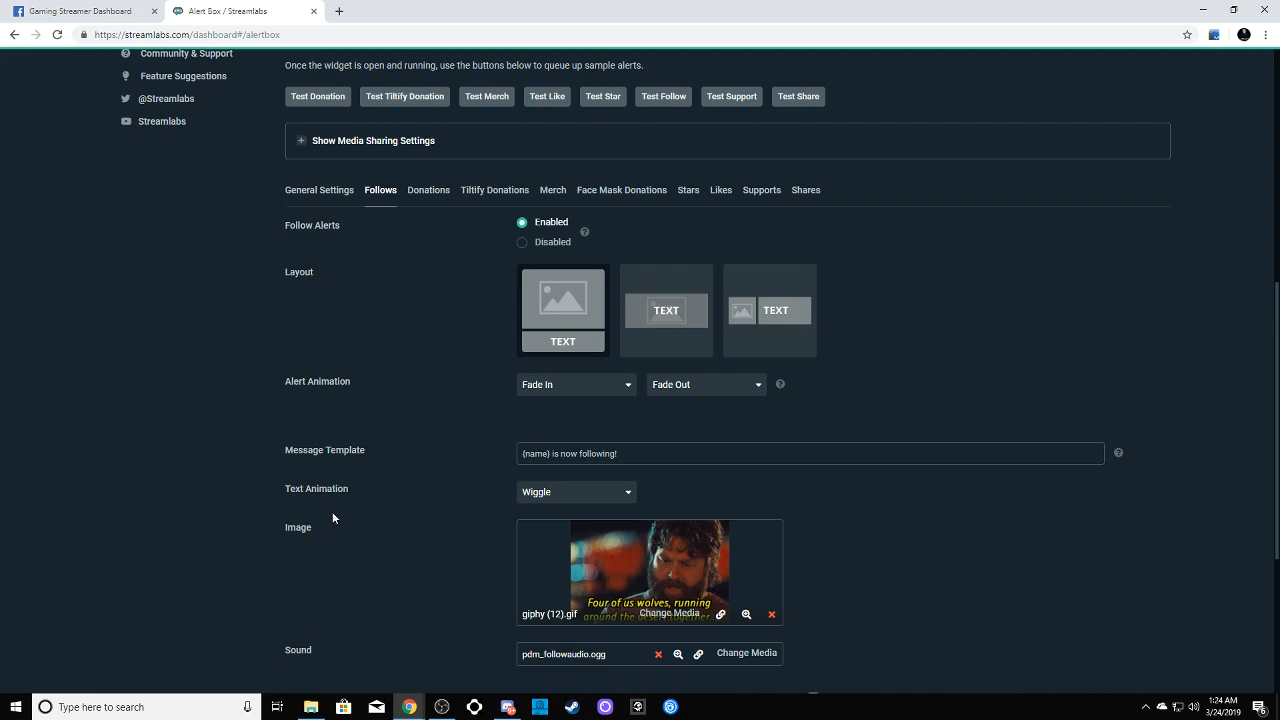 Gaming Streamer Dashboard
Alert Box / Streamlabs
https://streamlabs.com/dashboard#/alertbox
Community & Support
Feature Suggestions
@Streamlabs
Streamlabs
Once the widget is open and running, use the buttons below to queue up sample alerts.
Test Donation Test Tiltify Donation Test Merch Test Like Test Star Test Follow Test Support Test Share
Show Media Sharing Settings
General Settings Follows Donations Tiltify Donations Merch Face Mask Donations Stars Likes Supports Shares
Follow Alerts
Enabled
Disabled
Layout
TEXT
TEXT
TEXT
Alert Animation
Fade In
Fade Out
Message Template
{name} is now following!
Text Animation
Wiggle
Image
Four of us wolves, running
around the desert together...
giphy (12).gif
Change Media
Sound
pdm_followaudio.ogg
Change Media
Type here to search
1:24 AM
3/24/2019
6